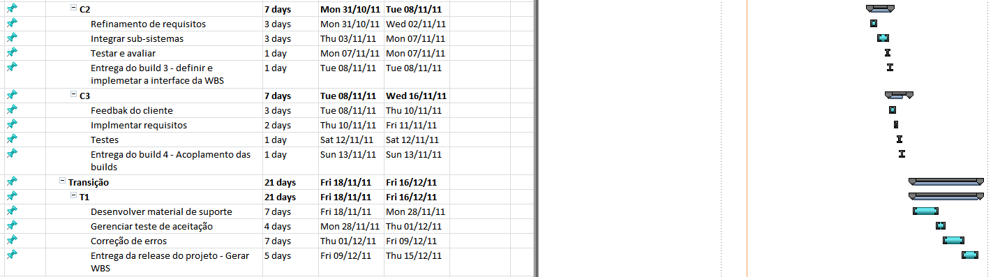 C2 7 days Mon 31/10/11 Tue 08/11/11
Refinamento de requisitos 3 days Mon 31/10/11 Wed 02/11/11
Integrar sub-sistemas 3 days Thu 03/11/11 Mon 07/11/11
Testar e avaliar 1 day Mon 07/11/11 Mon 07/11/11
Entrega do build 3 - definir e 1 day Tue 08/11/11 Tue 08/11/11
implemetar a interface da WBS
C3 7 days Tue 08/11/11 Wed 16/11/11
Feedbak do cliente 3 days Tue 08/11/11 Thu 10/11/11
Implmentar requisitos 2 days Thu 10/11/11 Fri 11/11/11
Testes 1 day Sat 12/11/11 Sat 12/11/11
Entrega do build 4 - Acoplamento das 1 day Sun 13/11/11 Sun 13/11/11
builds
Transição 21 days Fri 18/11/11 Fri 16/12/11
T1 21 days Fri 18/11/11 Fri 16/12/11
Desenvolver material de suporte 7 days Fri 18/11/11 Mon 28/11/11
Gerenciar teste de aceitação 4 days Mon 28/11/11 Thu 01/12/11
Correção de erros 7 days Thu 01/12/11 Fri 09/12/11
Entrega da release do projeto - Gerar 5 days Fri 09/12/11 Thu 15/12/11
WBS